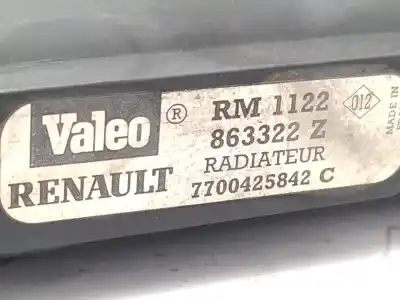 Valeo ® RM 1122 012
863322 Z
RADIATEUR
RENAULT 7700425842 C
MADE IN